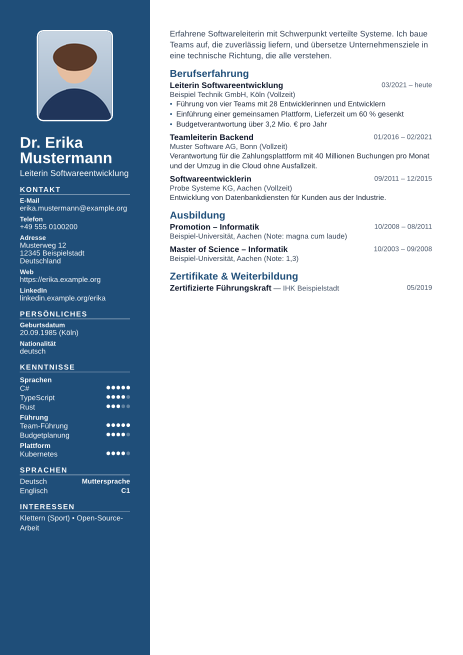 Dr. Erika
Mustermann
Leiterin Softwareentwicklung
KONTAKT
E-Mail
erika.mustermann@example.org
Telefon
+49 555 0100200
Adresse
Musterweg 12
12345 Beispielstadt
Deutschland
Web
https://erika.example.org
LinkedIn
linkedin.example.org/erika
PERSÖNLICHES
Geburtsdatum
20.09.1985 (Köln)
Nationalität
deutsch
KENNTNISSE
Sprachen
C#
TypeScript
Rust
Führung
Team-Führung
Budgetplanung
Plattform
Kubernetes
SPRACHEN
Deutsch Muttersprache
Englisch C1
INTERESSEN
Klettern (Sport) • Open-Source-
Arbeit
Erfahrene Softwareleiterin mit Schwerpunkt verteilte Systeme. Ich baue
Teams auf, die zuverlässig liefern, und übersetze Unternehmensziele in
eine technische Richtung, die alle verstehen.
Berufserfahrung
Leiterin Softwareentwicklung 03/2021 – heute
Beispiel Technik GmbH, Köln (Vollzeit)
• Führung von vier Teams mit 28 Entwicklerinnen und Entwicklern
• Einführung einer gemeinsamen Plattform, Lieferzeit um 60 % gesenkt
• Budgetverantwortung über 3,2 Mio. € pro Jahr
Teamleiterin Backend 01/2016 – 02/2021
Muster Software AG, Bonn (Vollzeit)
Verantwortung für die Zahlungsplattform mit 40 Millionen Buchungen pro Monat
und der Umzug in die Cloud ohne Ausfallzeit.
Softwareentwicklerin 09/2011 – 12/2015
Probe Systeme KG, Aachen (Vollzeit)
Entwicklung von Datenbankdiensten für Kunden aus der Industrie.
Ausbildung
Promotion – Informatik 10/2008 – 08/2011
Beispiel-Universität, Aachen (Note: magna cum laude)
Master of Science – Informatik 10/2003 – 09/2008
Beispiel-Universität, Aachen (Note: 1,3)
Zertifikate & Weiterbildung
Zertifizierte Führungskraft — IHK Beispielstadt 05/2019